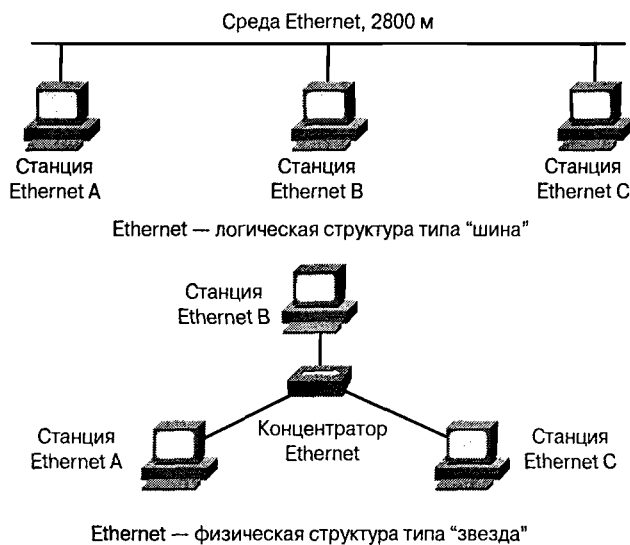 Среда Ethernet, 2800 м
Станция
Ethernet A
Станция
Ethernet B
Станция
Ethernet C
Ethernet — логическая структура типа “шина”
Станция
Ethernet B
Станция
Ethernet A
Концентратор
Ethernet
Станция
Ethernet C
Ethernet — физическая структура типа “звезда”